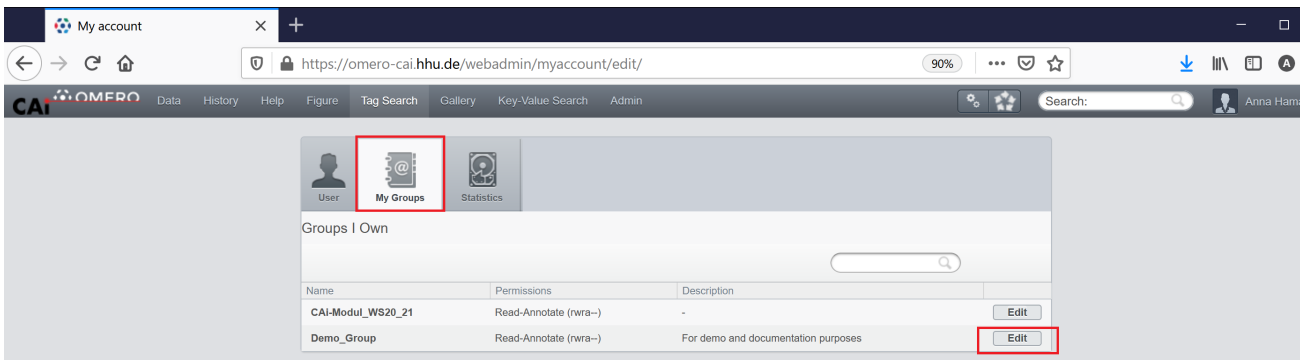 My account
https://omero-cai.hhu.de/webadmin/myaccount/edit/
90%
A
CAi OMERO Data History Help Figure Tag Search Gallery Key-Value Search Admin Search: Anna Hama
User My Groups Statistics
Groups I Own
Name Permissions Description
CAi-Modul_WS20_21 Read-Annotate (rwra--) - Edit
Demo_Group Read-Annotate (rwra--) For demo and documentation purposes Edit